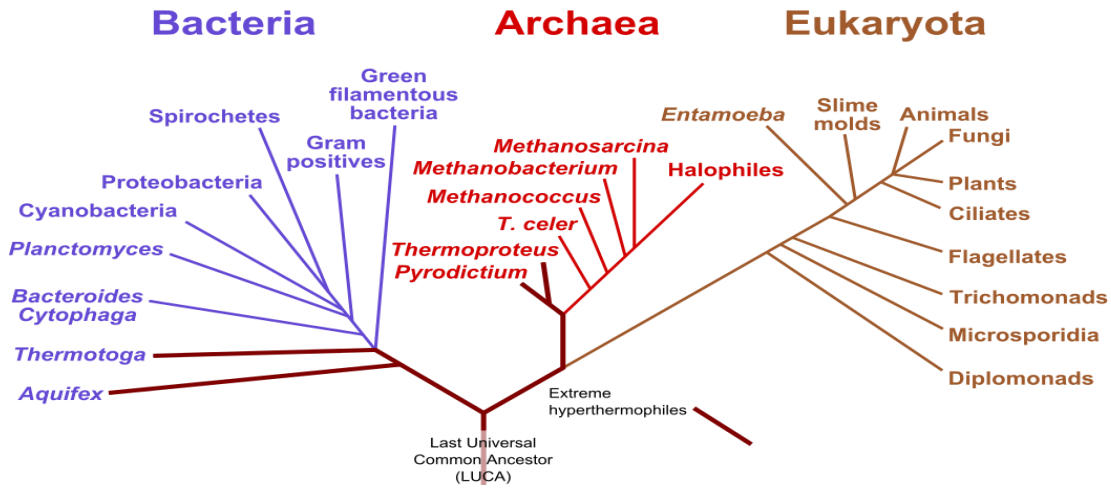 Bacteria
Archaea
Eukaryota
Green
filamentous
bacteria
Spirochetes
Gram
positives
Proteobacteria
Cyanobacteria
Planctomyces
Bacteroides
Cytophaga
Thermotoga
Aquifex
Methanosarcina
Methanobacterium
Halophiles
Methanococcus
T. celer
Thermoproteus
Pyrodictium
Entamoeba
Slime
molds
Animals
Fungi
Plants
Ciliates
Flagellates
Trichomonads
Microsporidia
Diplomonads
Extreme
hyperthermophiles
Last Universal
Common Ancestor
(LUCA)